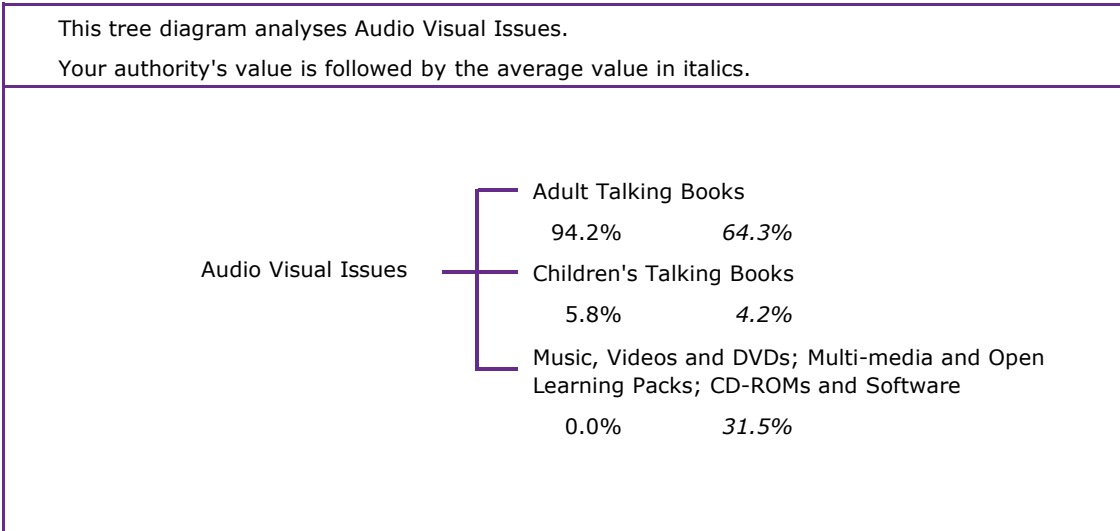 This tree diagram analyses Audio Visual Issues.
Your authority's value is followed by the average value in italics.
Adult Talking Books
94.2% 64.3%
Audio Visual Issues
Children's Talking Books
5.8% 4.2%
Music, Videos and DVDs; Multi-media and Open
Learning Packs; CD-ROMs and Software
0.0% 31.5%